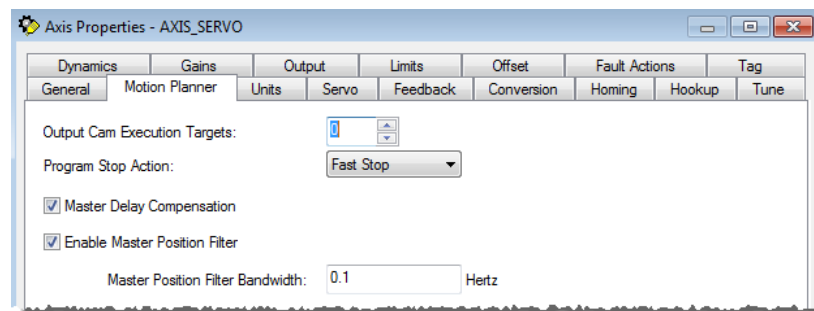 Axis Properties - AXIS_SERVO
Dynamics Gains Output Limits Offset Fault Actions Tag
General Motion Planner Units Servo Feedback Conversion Homing Hookup Tune
Output Cam Execution Targets: 0
Program Stop Action: Fast Stop
Master Delay Compensation
Enable Master Position Filter
Master Position Filter Bandwidth: 0.1 Hertz